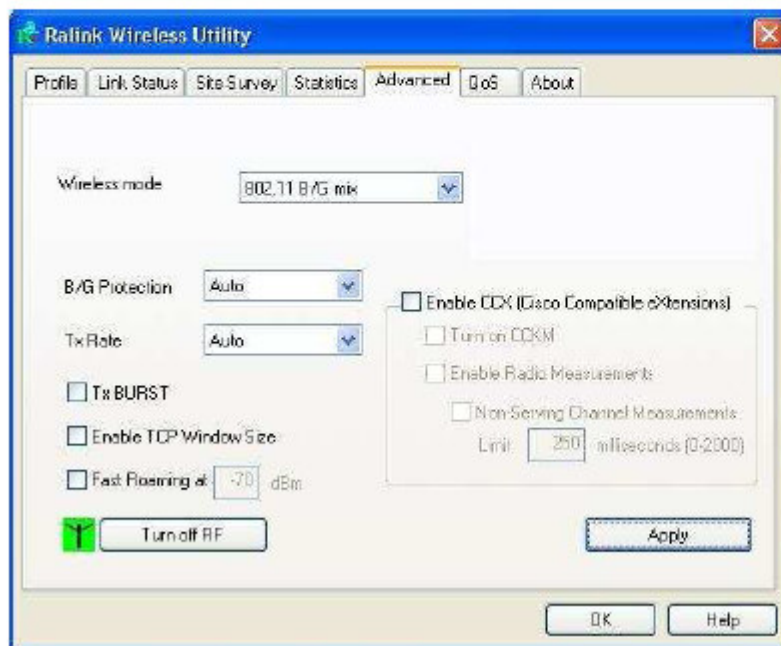 Ralink Wireless Utility
Profile Link Status Site Survey Statistics Advanced QoS About
Wireless mode 802.11 B/G mix
B/G Protection Auto
Enable CCX (Cisco Compatible eXtensions)
Tx Rate Auto
Turn on CCKM
Enable Radio Measurements
Tx BURST
Non-Serving Channel Measurements
Enable TCP Window Size
Limit 250 milliseconds (0-2000)
Fast Roaming at -70 dBm
Turn off RF Apply
OK Help